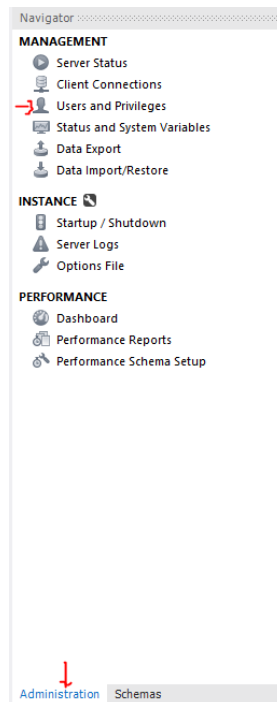 Navigator
MANAGEMENT
Server Status
Client Connections
Users and Privileges
Status and System Variables
Data Export
Data Import/Restore
INSTANCE
Startup / Shutdown
Server Logs
Options File
PERFORMANCE
Dashboard
Performance Reports
Performance Schema Setup
Administration Schemas